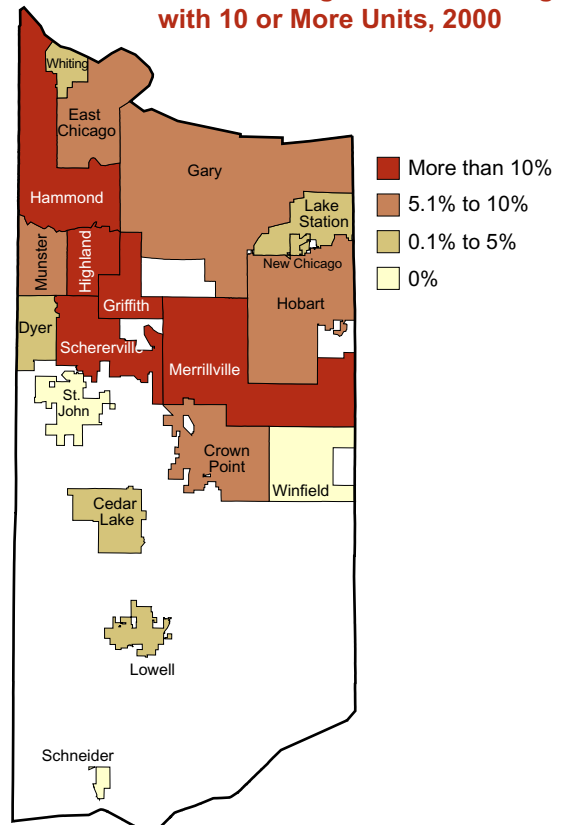 with 10 or More Units, 2000
Whiting
East
Chicago
Gary
Hammond
Lake
Station
New Chicago
Munster
Highland
Griffith
Hobart
Dyer
Schererville
Merrillville
St.
John
Crown
Point
Winfield
Cedar
Lake
Lowell
Schneider
More than 10%
5.1% to 10%
0.1% to 5%
0%